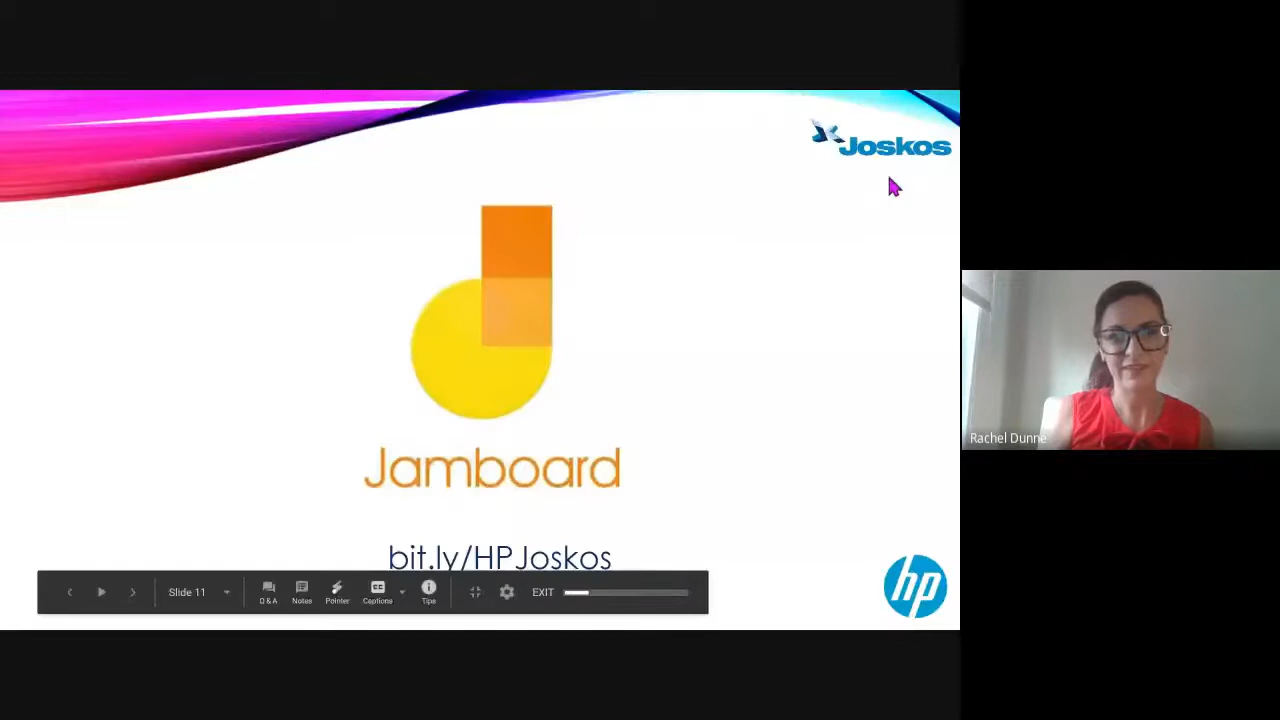 Joskos
Jamboard
bit.ly/HPJoskos
Slide 11
Q & A
Notes
Pointer
Captions
Tips
EXIT
hp
Rachel Dunne